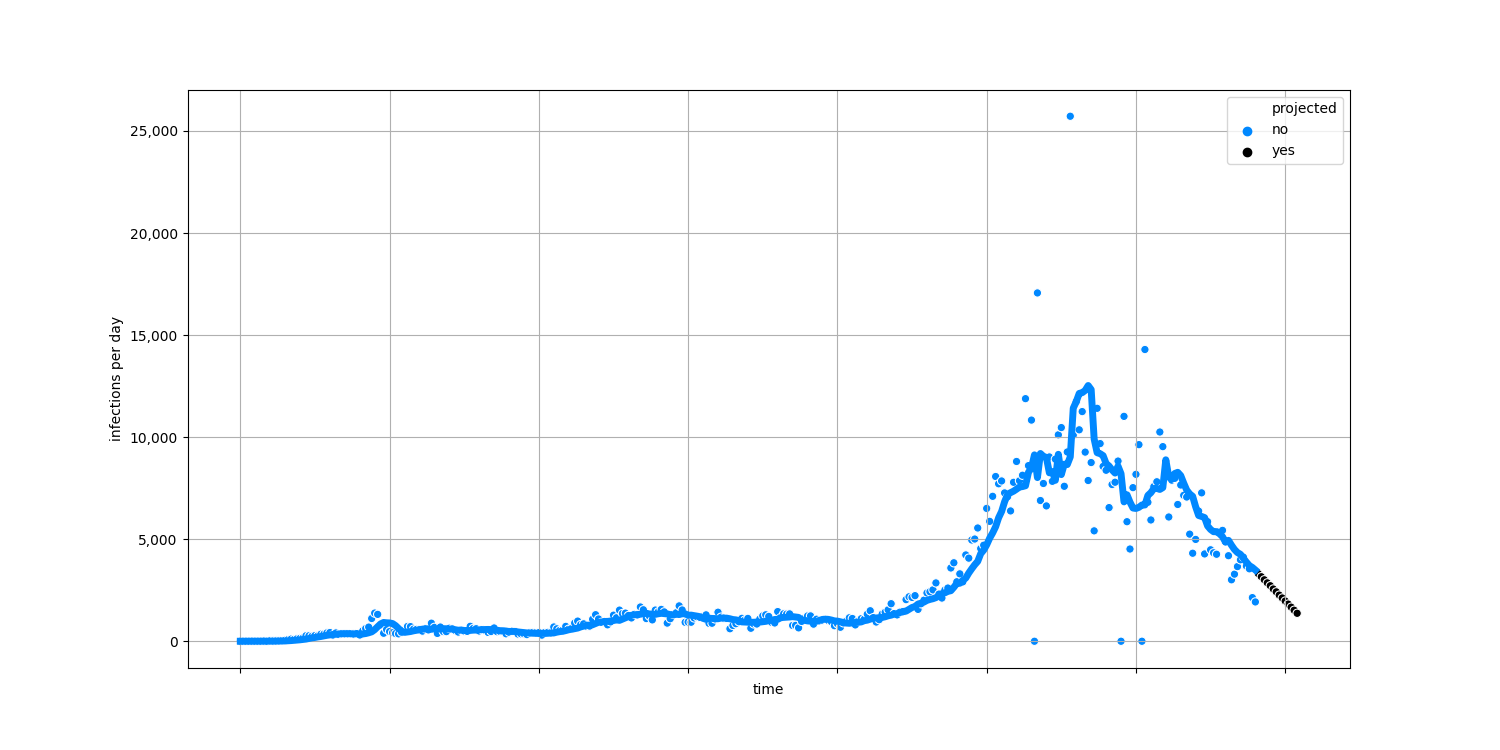 projected
no
yes
25,000
20,000
15,000
10,000
5,000
0
infections per day
time